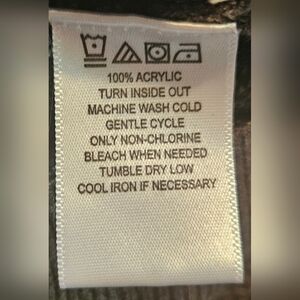 100% ACRYLIC
TURN INSIDE OUT
MACHINE WASH COLD
GENTLE CYCLE
ONLY NON-CHLORINE
BLEACH WHEN NEEDED
TUMBLE DRY LOW
COOL IRON IF NECESSARY